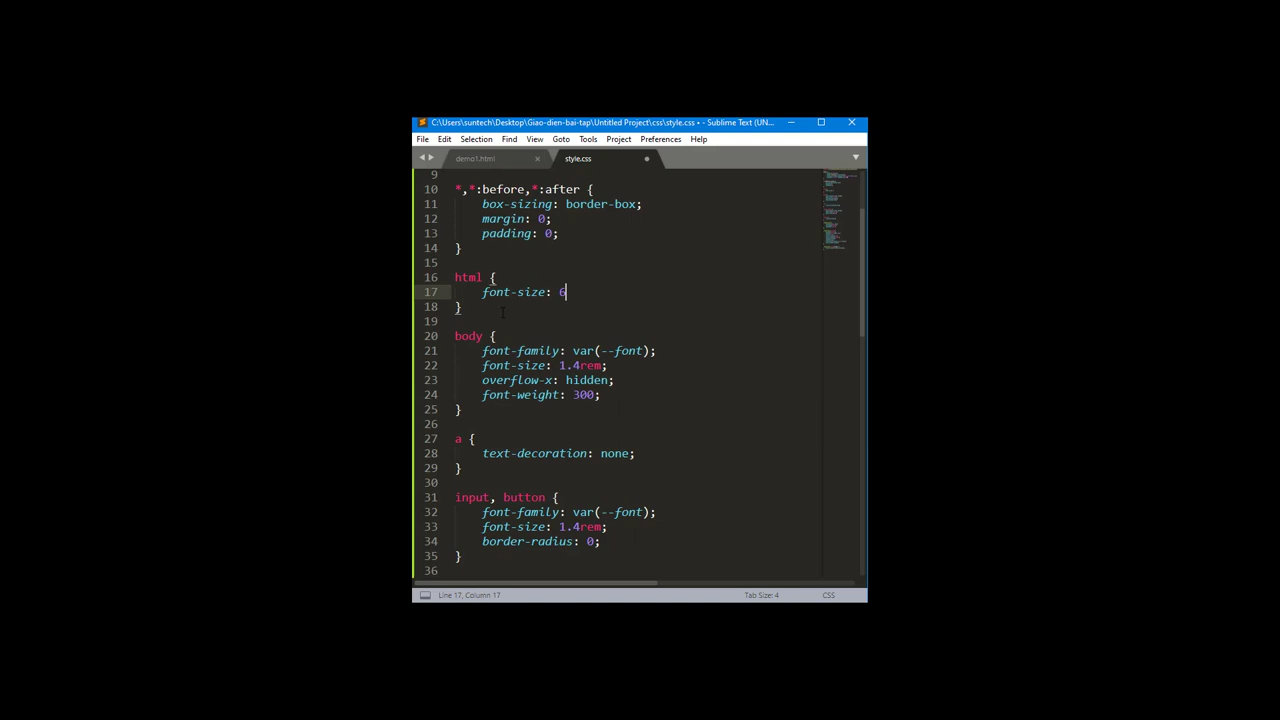 C:\Users\suntech\Desktop\Giao-dien-bai-tap\Untitled Project\css\style.css • - Sublime Text (UN...
File Edit Selection Find View Goto Tools Project Preferences Help
demo1.html style.css
9
10 *,*:before,*:after {
11 box-sizing: border-box;
12 margin: 0;
13 padding: 0;
14 }
15
16 html {
17 font-size: 6
18 }
19
20 body {
21 font-family: var(--font);
22 font-size: 1.4rem;
23 overflow-x: hidden;
24 font-weight: 300;
25 }
26
27 a {
28 text-decoration: none;
29 }
30
31 input, button {
32 font-family: var(--font);
33 font-size: 1.4rem;
34 border-radius: 0;
35 }
36
Line 17, Column 17 Tab Size: 4 CSS